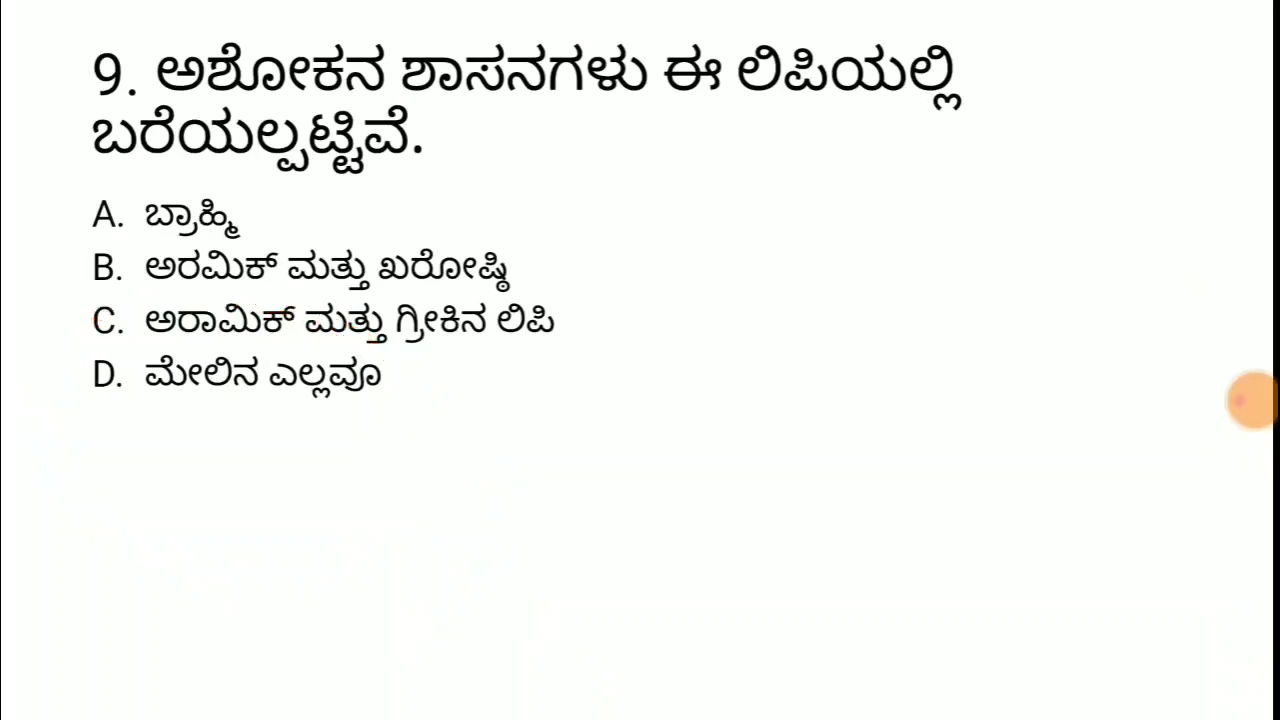 9. ಅಶೋಕನ ಶಾಸನಗಳು ಈ ಲಿಪಿಯಲ್ಲಿ
ಬರೆಯಲ್ಪಟ್ಟಿವೆ.
A. ಬ್ರಾಹ್ಮಿ
B. ಅರಮಿಕ್ ಮತ್ತು ಖರೋಷ್ಠಿ
C. ಅರಾಮಿಕ್ ಮತ್ತು ಗ್ರೀಕಿನ ಲಿಪಿ
D. ಮೇಲಿನ ಎಲ್ಲವೂ